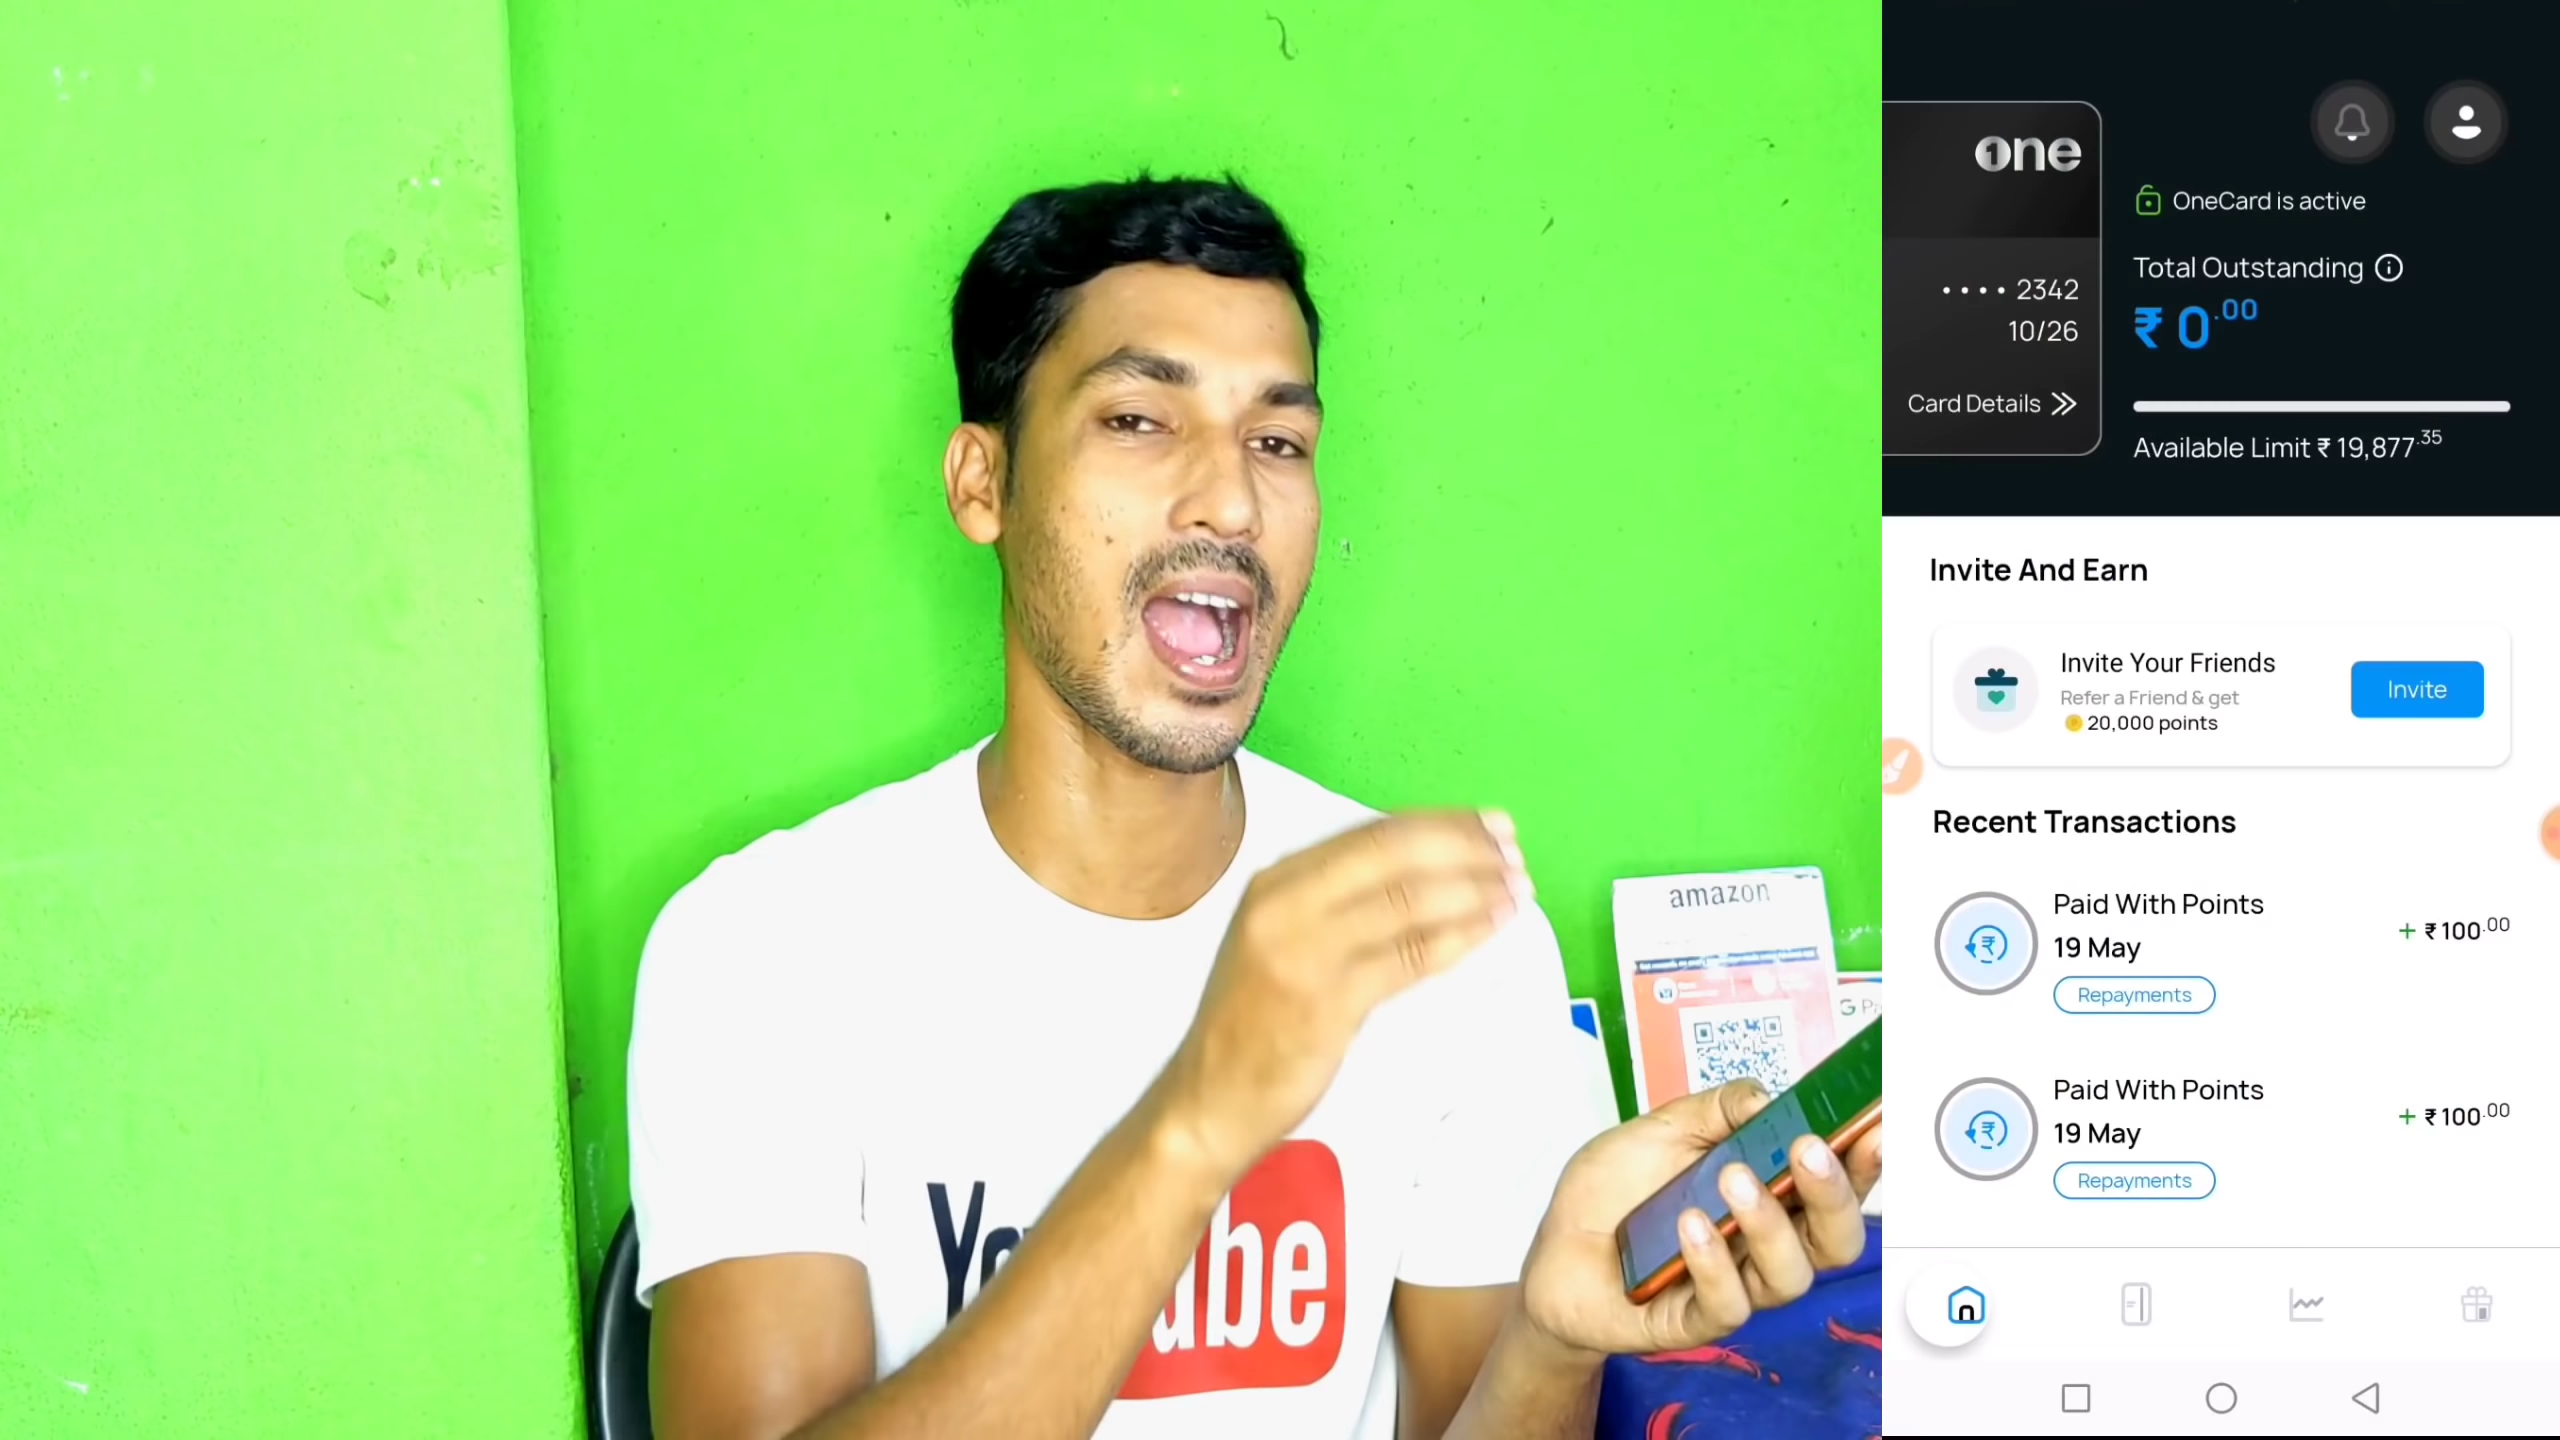 amazon
G Pa
YouTube
one
OneCard is active
Total Outstanding
₹ 0.00
•••• 2342
10/26
Card Details
Available Limit ₹ 19,877.35
Invite And Earn
Invite Your Friends
Refer a Friend & get
20,000 points
Invite
Recent Transactions
Paid With Points
19 May
+ ₹100.00
Repayments
Paid With Points
19 May
+ ₹100.00
Repayments